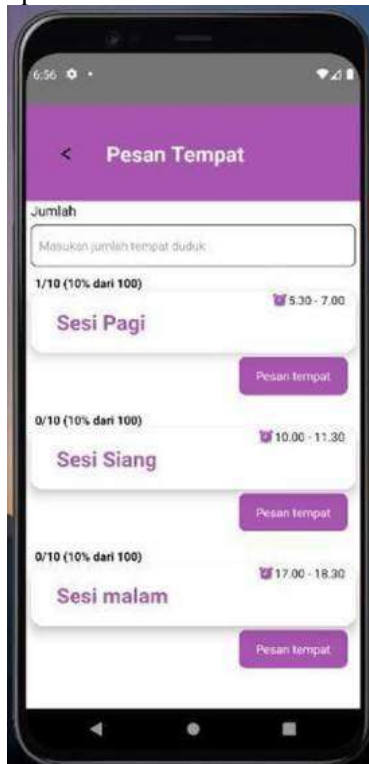 6:56
< Pesan Tempat
Jumlah
Masukan jumlah tempat duduk
1/10 (10% dari 100)
5.30 - 7.00
Sesi Pagi
Pesan tempat
0/10 (10% dari 100)
10.00 - 11.30
Sesi Siang
Pesan tempat
0/10 (10% dari 100)
17.00 - 18.30
Sesi malam
Pesan tempat